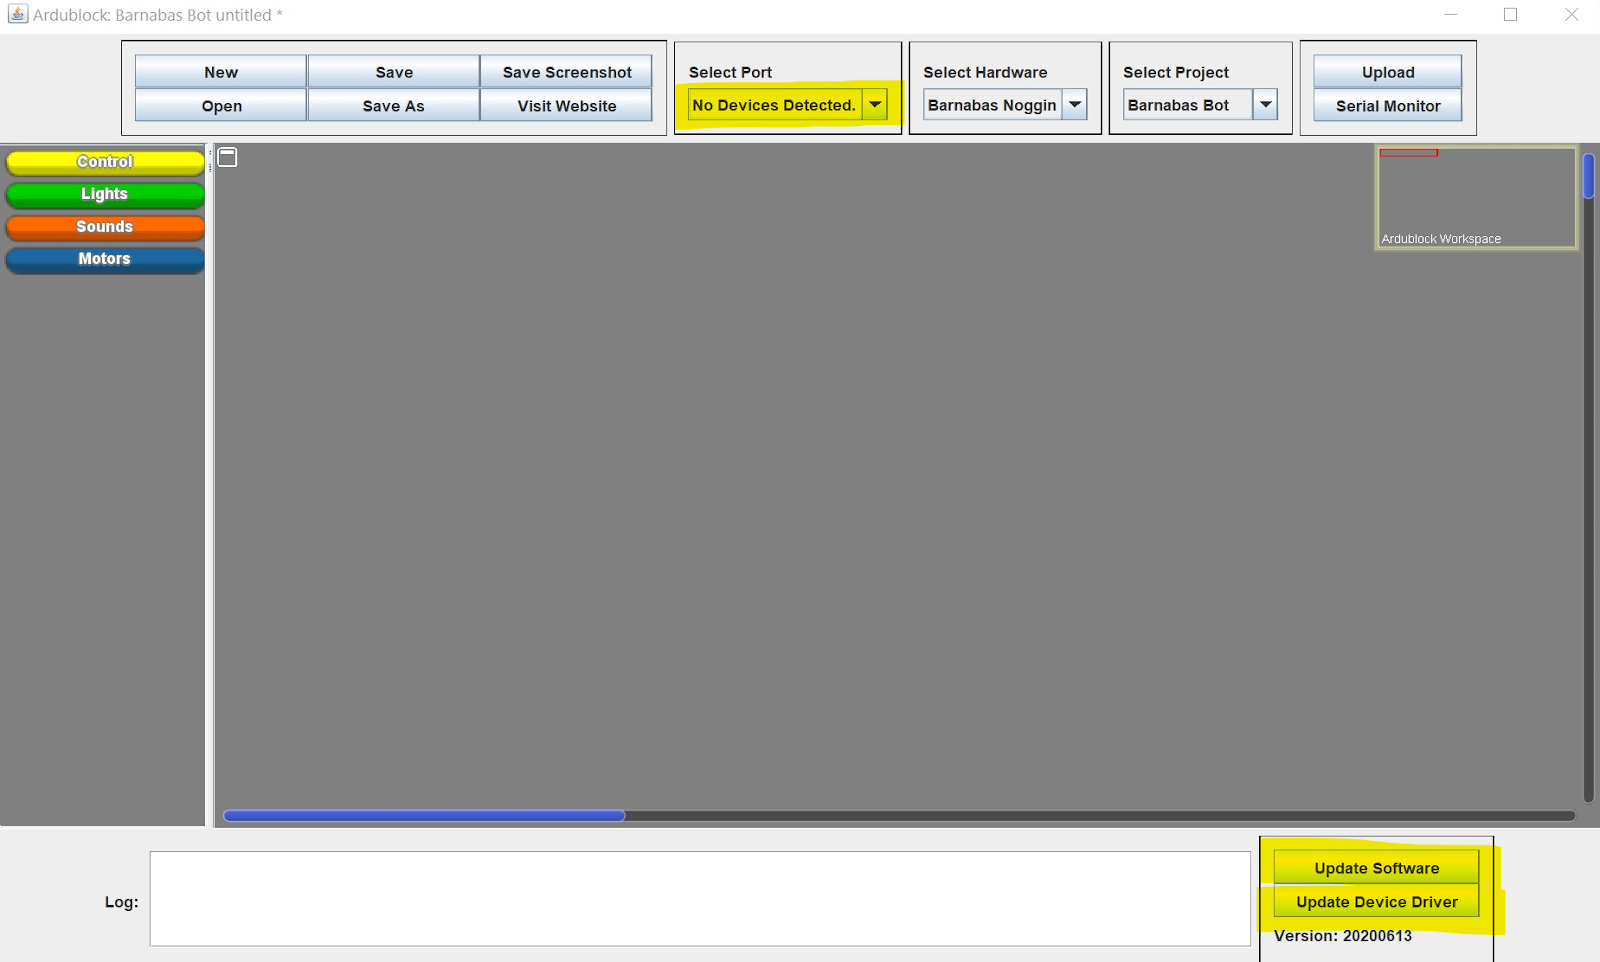 Ardublock: Barnabas Bot untitled *
New Save Save Screenshot
Open Save As Visit Website
Select Port
No Devices Detected.
Select Hardware
Barnabas Noggin
Select Project
Barnabas Bot
Upload
Serial Monitor
Control
Lights
Sounds
Motors
Ardublock Workspace
Log:
Update Software
Update Device Driver
Version: 20200613